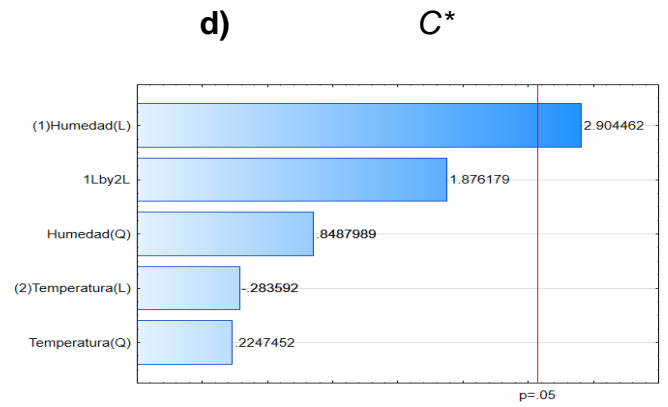 d) C*
(1)Humedad(L) 2.904462
1Lby2L 1.876179
Humedad(Q) .8487989
(2)Temperatura(L) -.283592
Temperatura(Q) .2247452
p=.05